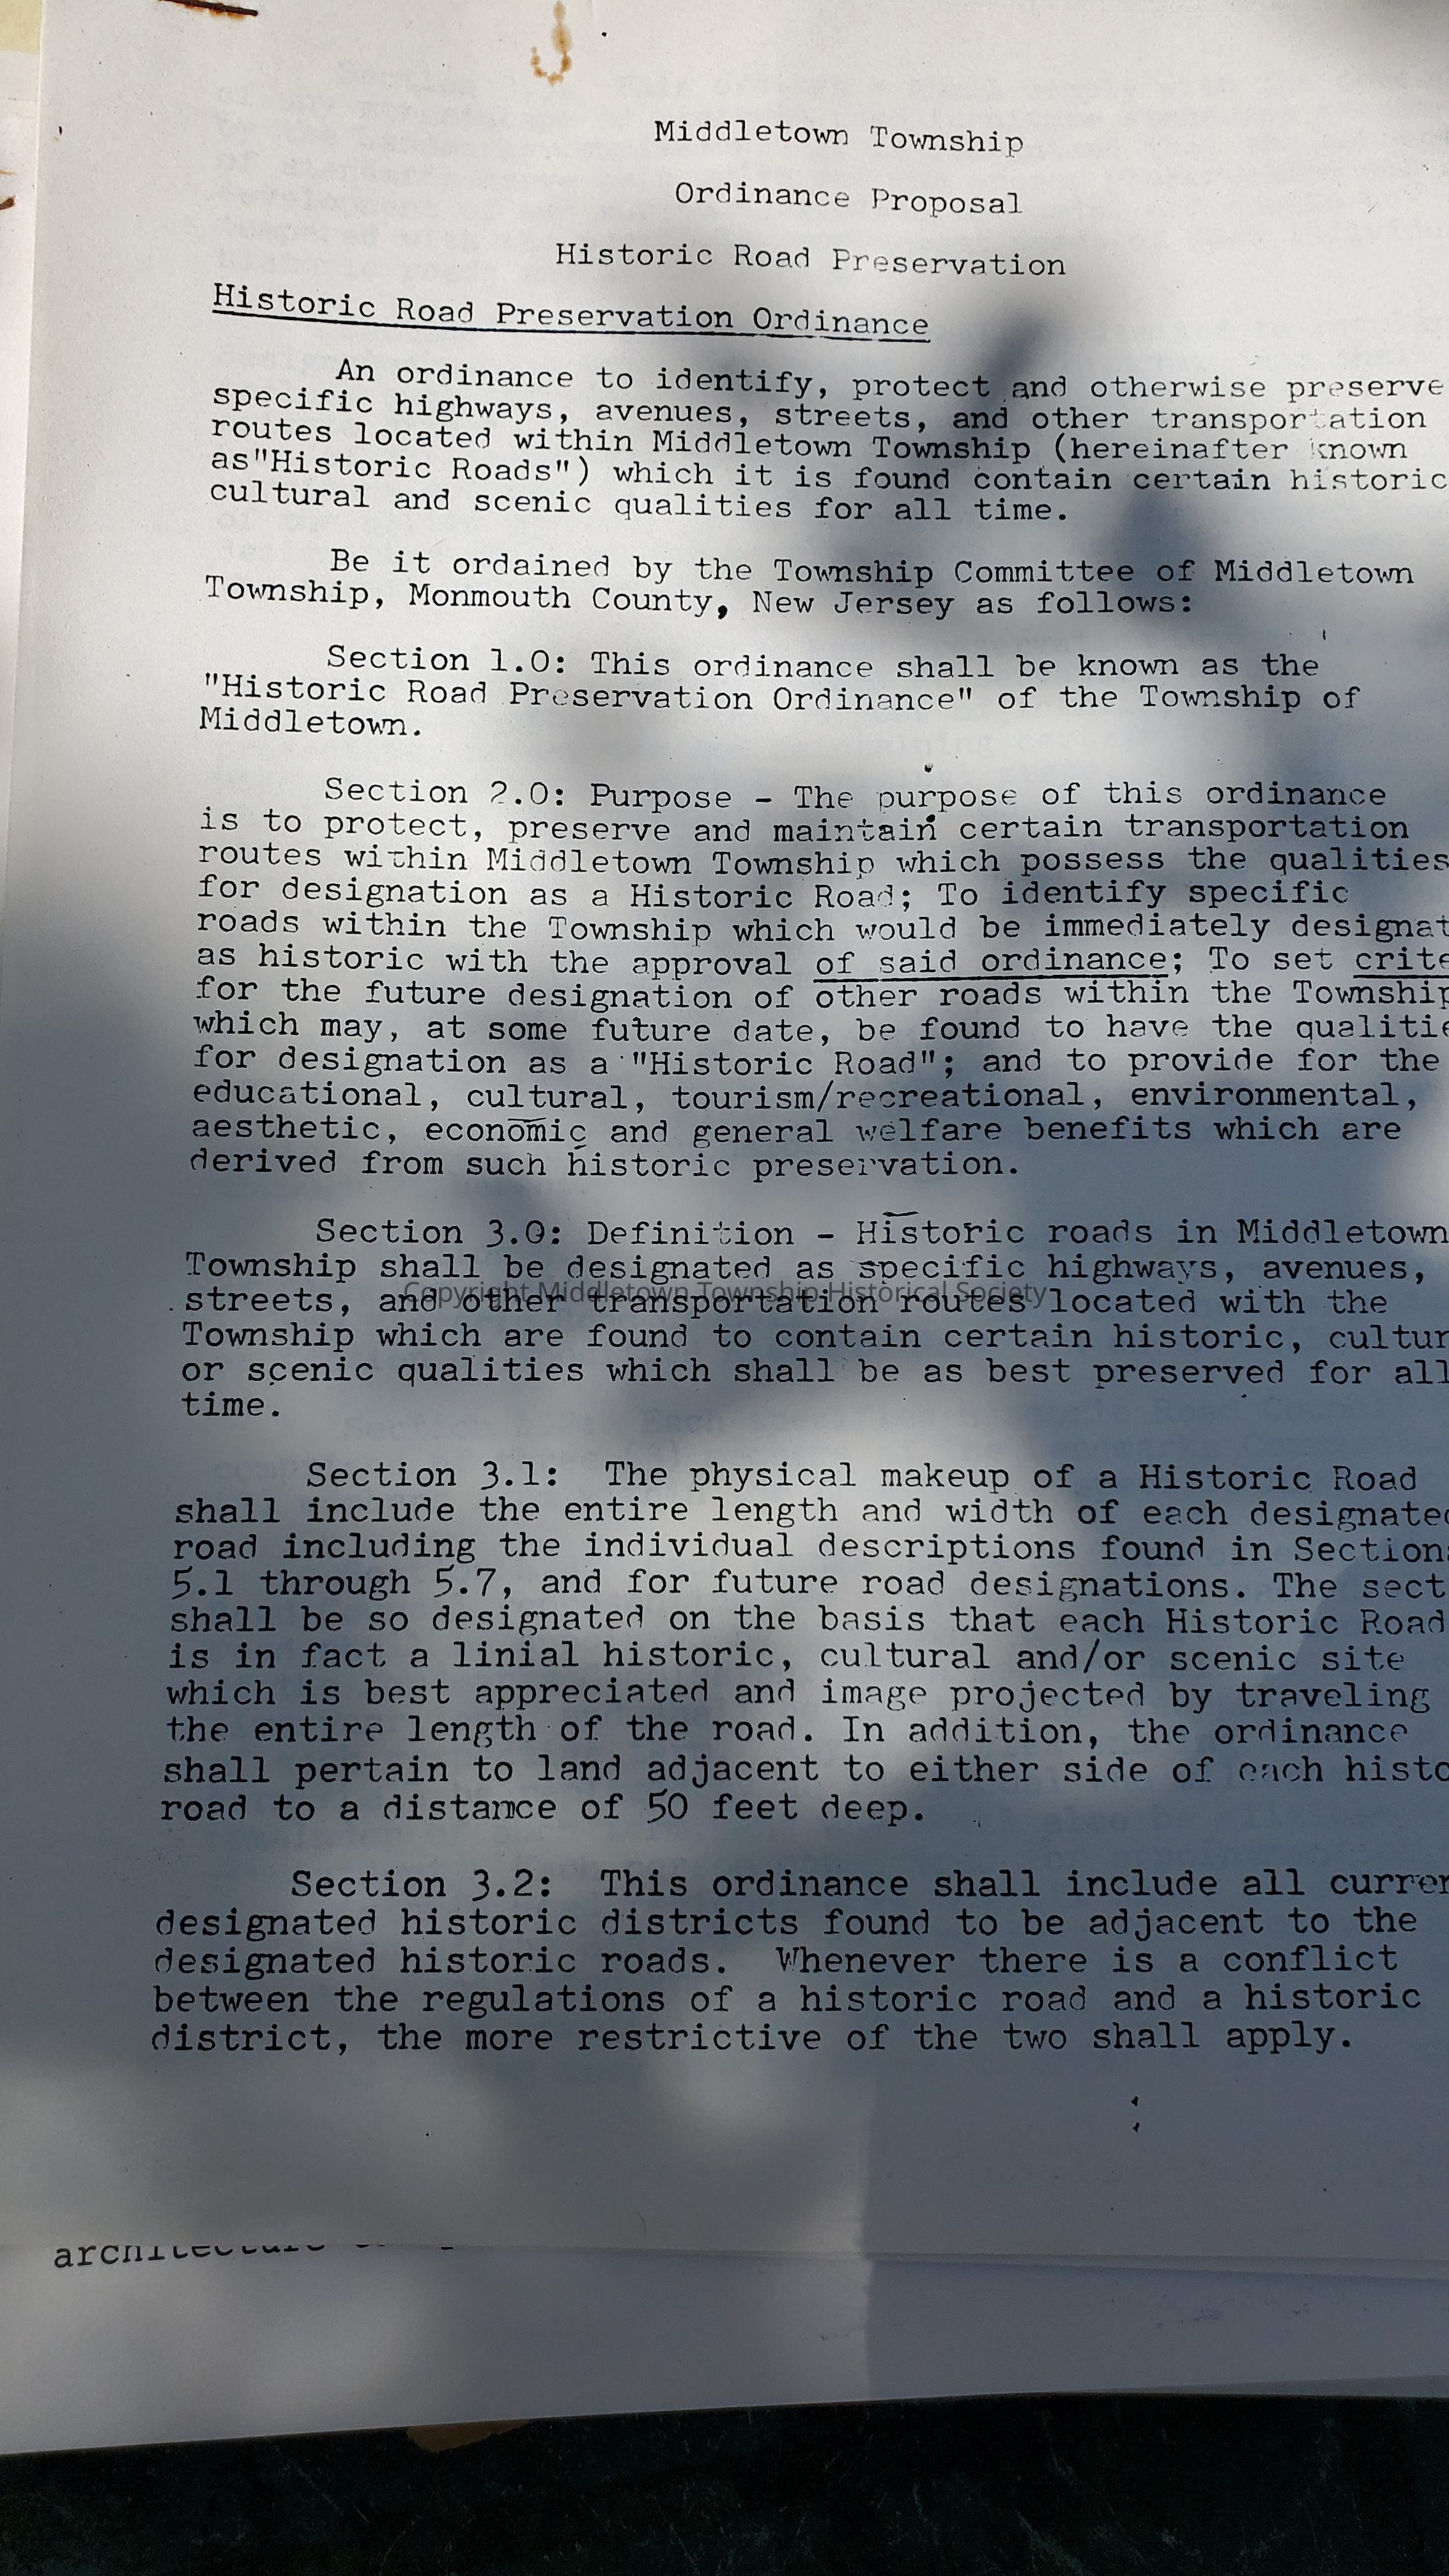 Middletown Township
Ordinance Proposal
Historic Road Preservation
Historic Road Preservation Ordinance
An ordinance to identify, protect and otherwise preserve
specific highways, avenues, streets, and other transportation
routes located within Middletown Township (hereinafter known
as"Historic Roads") which it is found contain certain historic
cultural and scenic qualities for all time.
Be it ordained by the Township Committee of Middletown
Township, Monmouth County, New Jersey as follows:
Section 1.0: This ordinance shall be known as the
"Historic Road Preservation Ordinance" of the Township of
Middletown.
Section 2.0: Purpose - The purpose of this ordinance
is to protect, preserve and maintain certain transportation
routes within Middletown Township which possess the qualities
for designation as a Historic Road; To identify specific
roads within the Township which would be immediately designat
as historic with the approval of said ordinance; To set crite
for the future designation of other roads within the Township
which may, at some future date, be found to have the qualitie
for designation as a "Historic Road"; and to provide for the
educational, cultural, tourism/recreational, environmental,
aesthetic, economic and general welfare benefits which are
derived from such historic preservation.
Section 3.0: Definition - Historic roads in Middletown
Township shall be designated as specific highways, avenues,
Copyright Middletown Township Historical Society
streets, and other transportation routes located with the
Township which are found to contain certain historic, cultur
or scenic qualities which shall be as best preserved for all
time.
Section 3.1: The physical makeup of a Historic Road
shall include the entire length and width of each designated
road including the individual descriptions found in Sections
5.1 through 5.7, and for future road designations. The sect
shall be so designated on the basis that each Historic Road
is in fact a linial historic, cultural and/or scenic site
which is best appreciated and image projected by traveling
the entire length of the road. In addition, the ordinance
shall pertain to land adjacent to either side of each histo
road to a distance of 50 feet deep.
Section 3.2: This ordinance shall include all curren
designated historic districts found to be adjacent to the
designated historic roads. Whenever there is a conflict
between the regulations of a historic road and a historic
district, the more restrictive of the two shall apply.
architecture